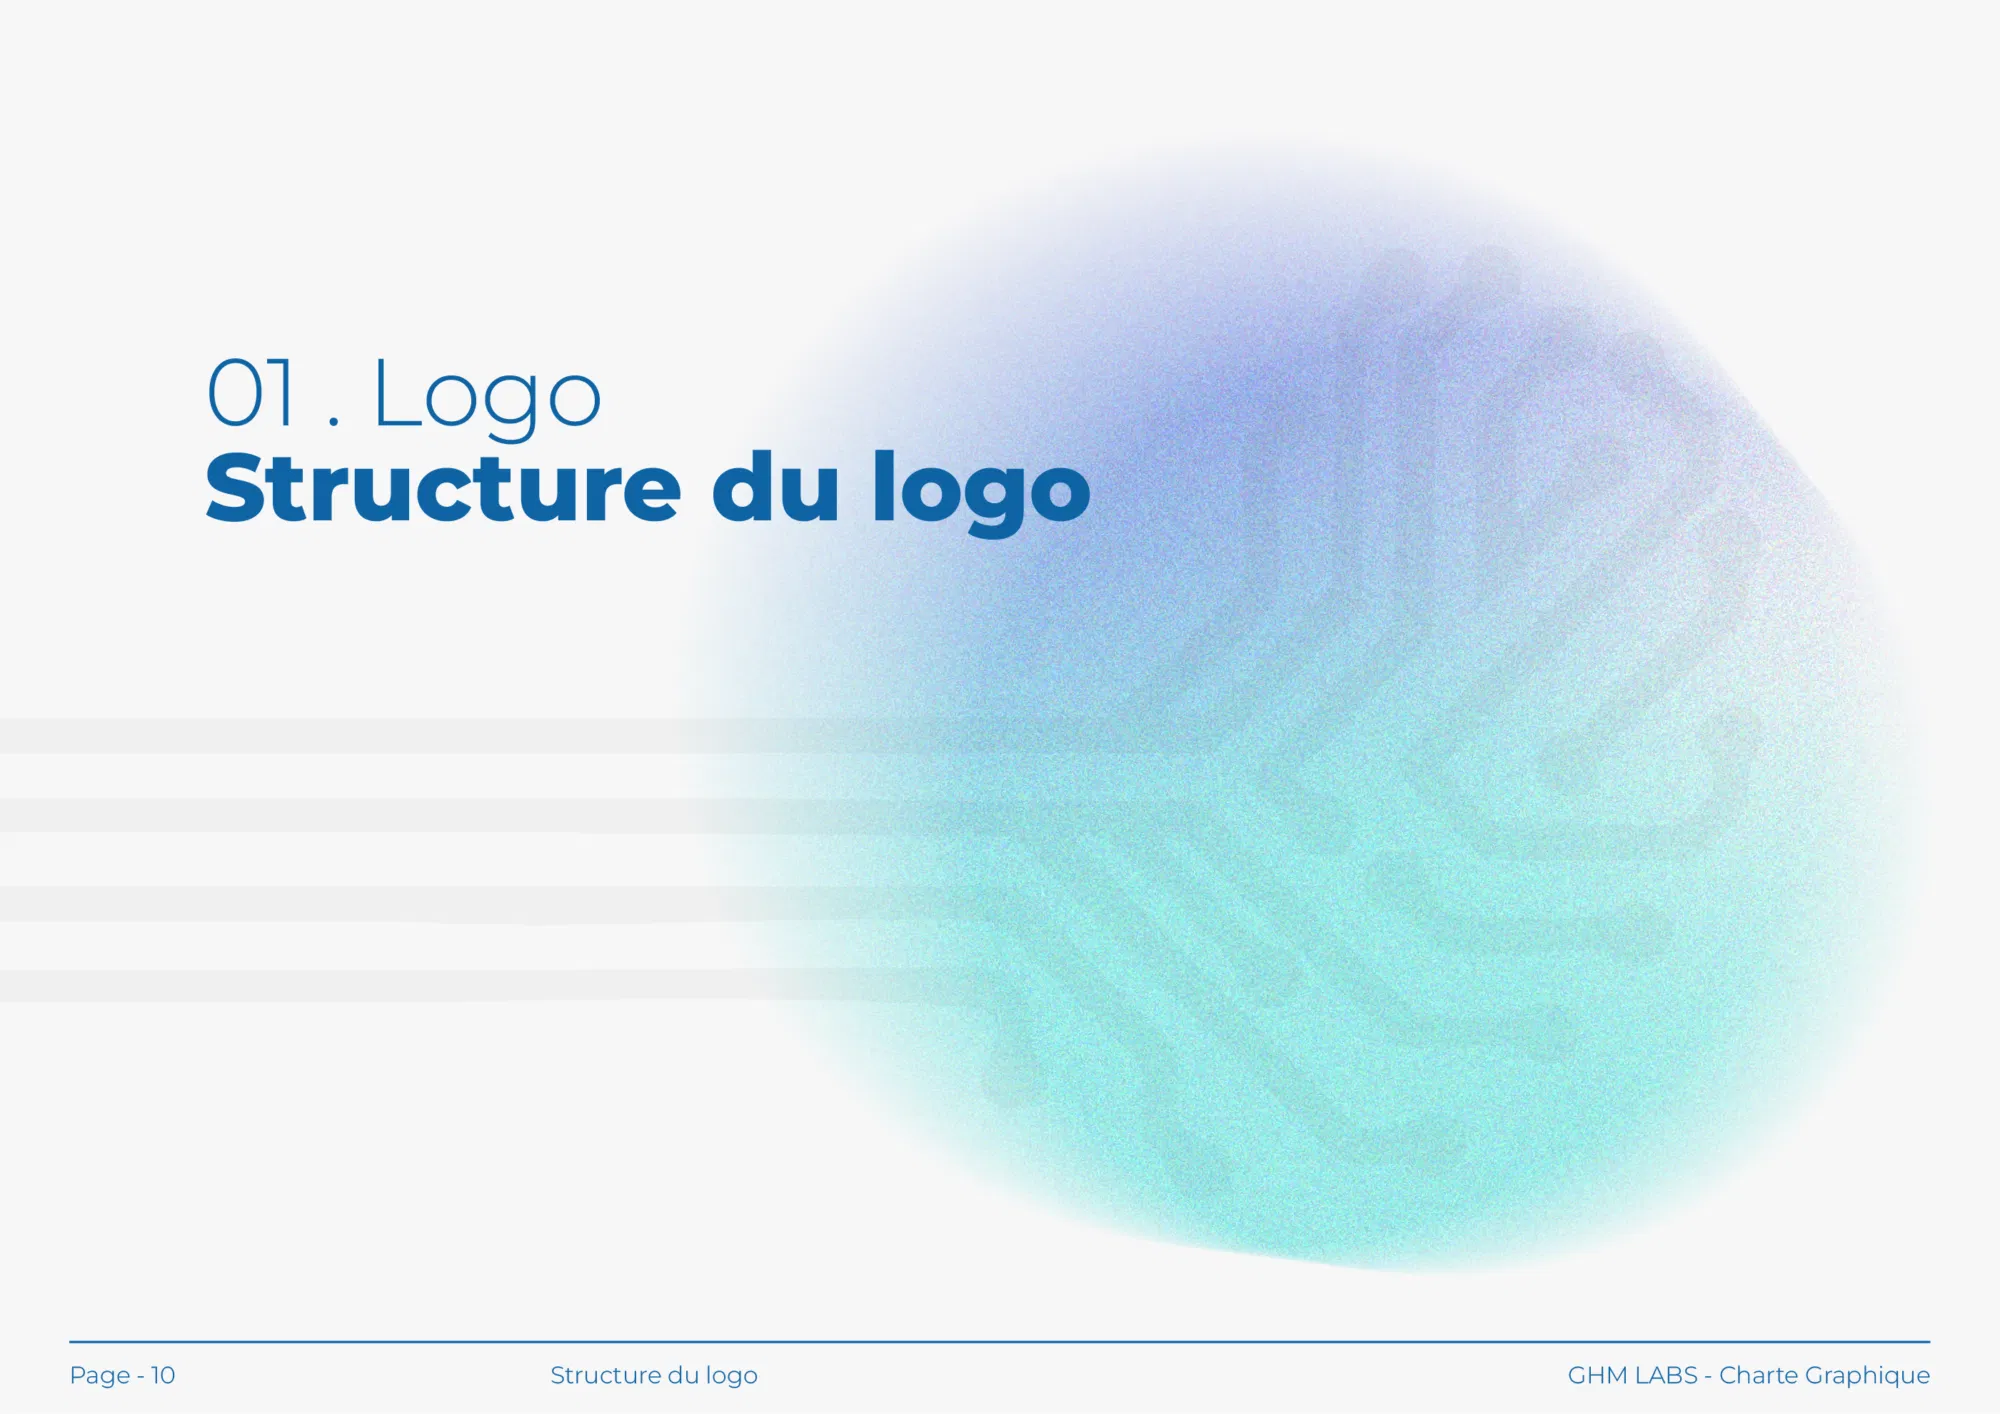 01 . Logo
Structure du logo
Page - 10
Structure du logo
GHM LABS - Charte Graphique